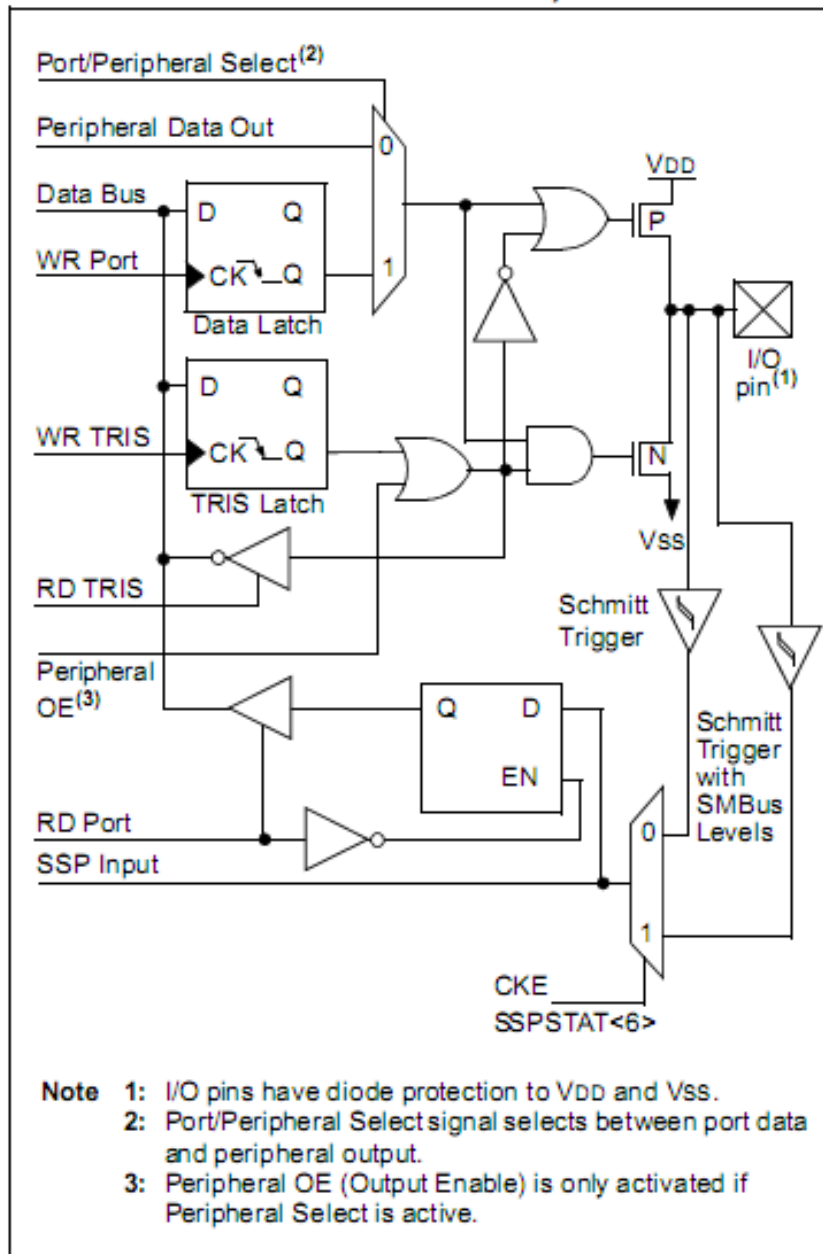 Port/Peripheral Select(2)
Peripheral Data Out
0
Data Bus
D Q
WR Port
CK Q
1
Data Latch
VDD
P
I/O
pin(1)
D Q
WR TRIS
CK Q
TRIS Latch
N
VSS
RD TRIS
Schmitt
Trigger
Peripheral
OE(3)
Q D
EN
Schmitt
Trigger
with
SMBus
Levels
RD Port
0
SSP Input
1
CKE
SSPSTAT<6>
Note 1: I/O pins have diode protection to VDD and VSS.
2: Port/Peripheral Select signal selects between port data
and peripheral output.
3: Peripheral OE (Output Enable) is only activated if
Peripheral Select is active.